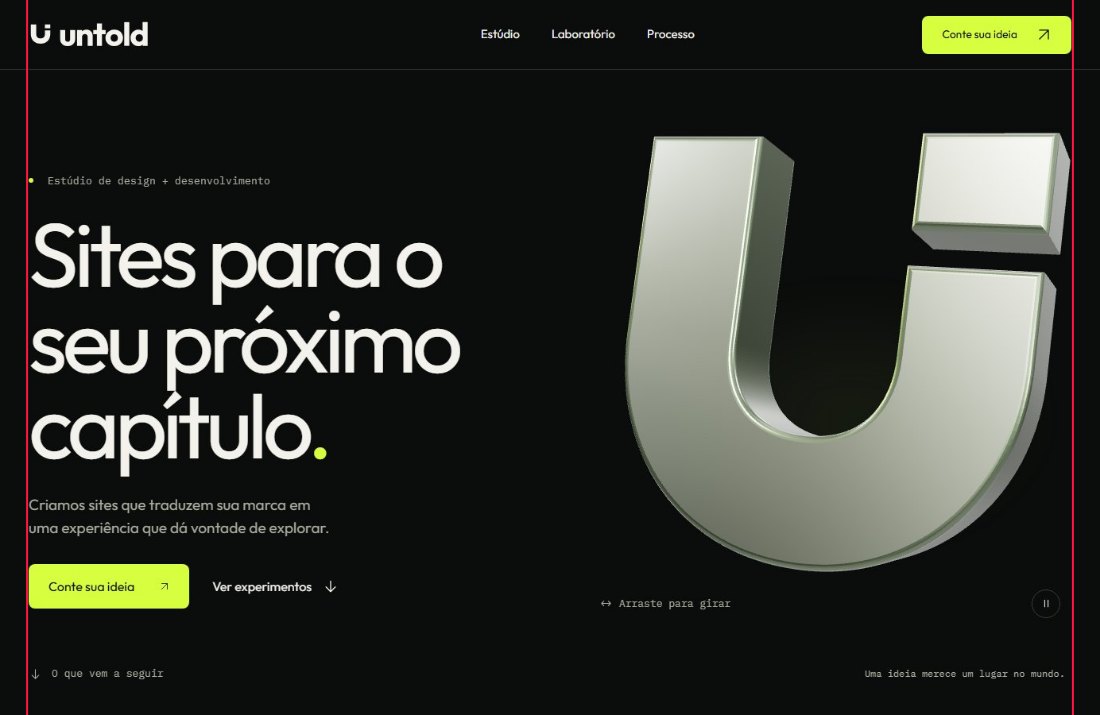 untold
Estúdio
Laboratório
Processo
Conte sua ideia
Estúdio de design + desenvolvimento
Sites para o
seu próximo
capítulo.
Criamos sites que traduzem sua marca em
uma experiência que dá vontade de explorar.
Conte sua ideia
Ver experimentos
Arraste para girar
O que vem a seguir
Uma ideia merece um lugar no mundo.